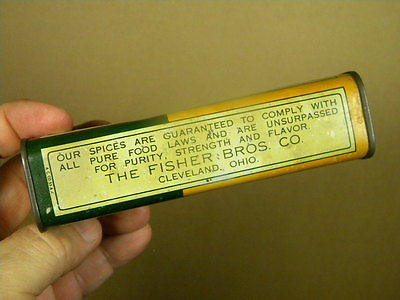 OUR SPICES ARE GUARANTEED TO COMPLY WITH
ALL PURE FOOD LAWS AND ARE UNSURPASSED
FOR PURITY, STRENGTH AND FLAVOR.
THE FISHER BROS. CO.
CLEVELAND, OHIO.